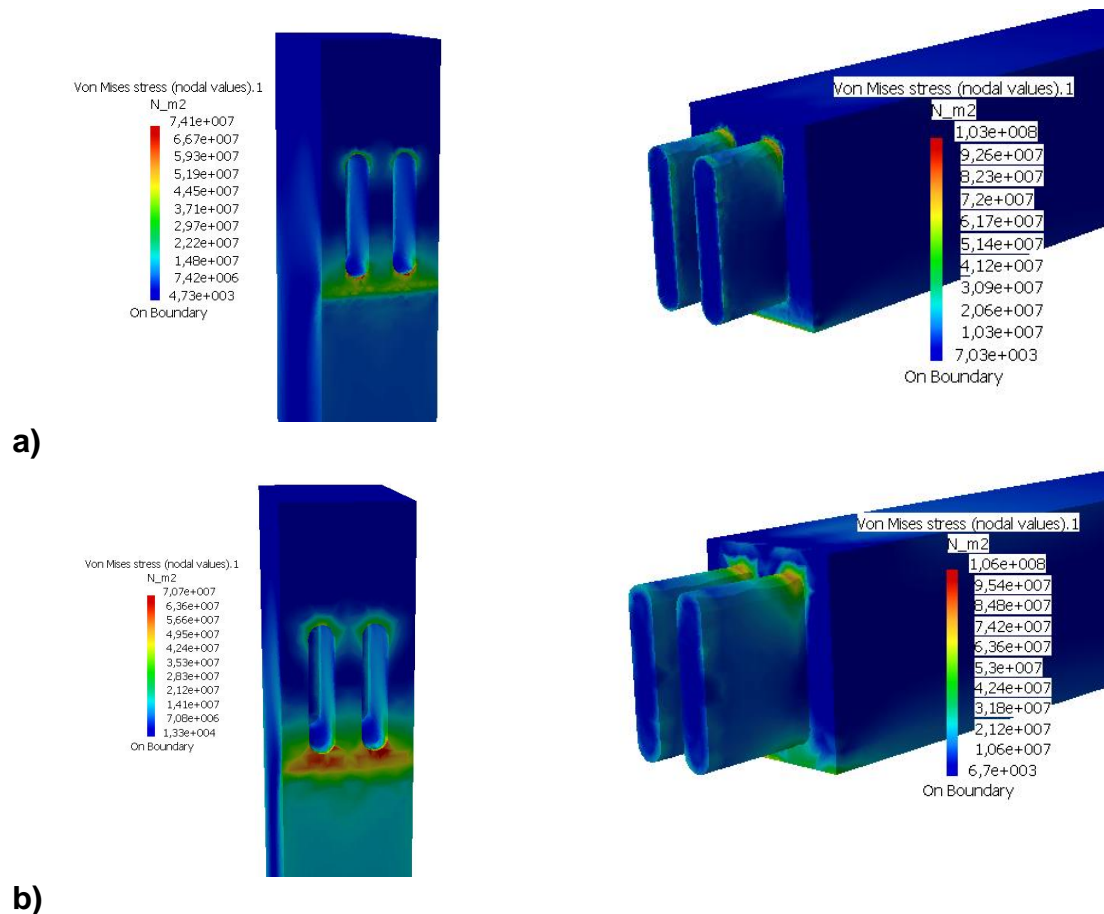 Von Mises stress (nodal values).1
N_m2
7,41e+007
6,67e+007
5,93e+007
5,19e+007
4,45e+007
3,71e+007
2,97e+007
2,22e+007
1,48e+007
7,42e+006
4,73e+003
On Boundary
Von Mises stress (nodal values).1
N_m2
1,03e+008
9,26e+007
8,23e+007
7,2e+007
6,17e+007
5,14e+007
4,12e+007
3,09e+007
2,06e+007
1,03e+007
7,03e+003
On Boundary
a)
Von Mises stress (nodal values).1
N_m2
7,07e+007
6,36e+007
5,66e+007
4,95e+007
4,24e+007
3,53e+007
2,83e+007
2,12e+007
1,41e+007
7,08e+006
1,33e+004
On Boundary
Von Mises stress (nodal values).1
N_m2
1,06e+008
9,54e+007
8,48e+007
7,42e+007
6,36e+007
5,3e+007
4,24e+007
3,18e+007
2,12e+007
1,06e+007
6,7e+003
On Boundary
b)